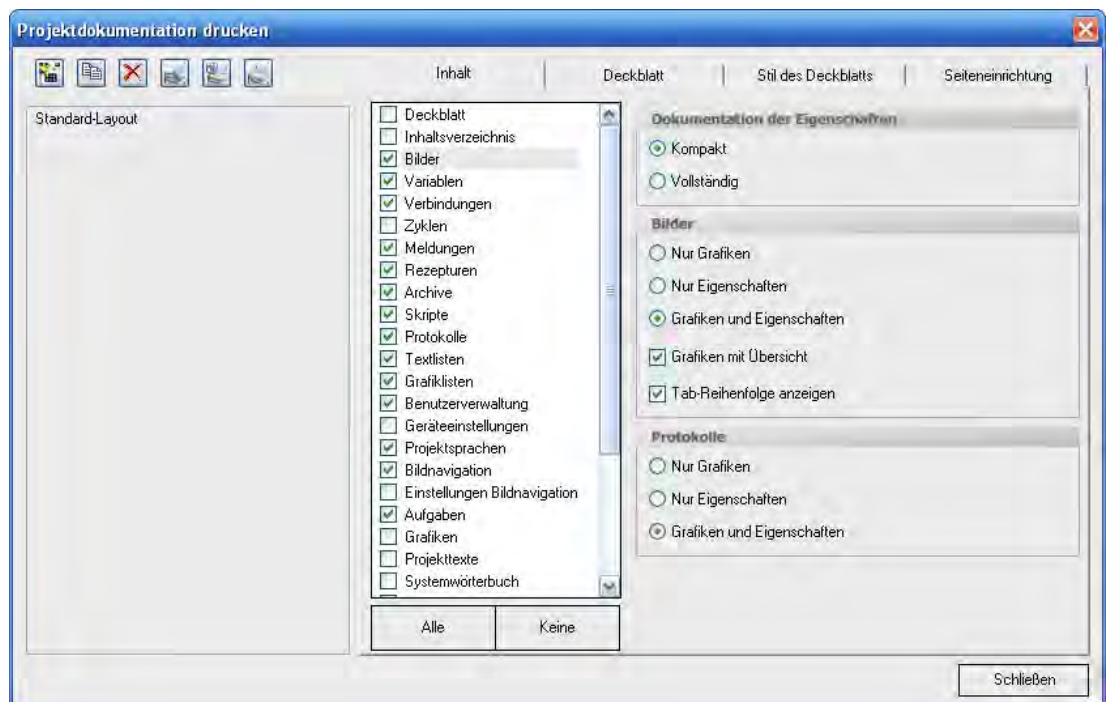 Projektdokumentation drucken
Inhalt
Deckblatt
Stil des Deckblatts
Seiteneinrichtung
Standard-Layout
Deckblatt
Inhaltsverzeichnis
Bilder
Variablen
Verbindungen
Zyklen
Meldungen
Rezepturen
Archive
Skripte
Protokolle
Textlisten
Grafiklisten
Benutzerverwaltung
Geräteeinstellungen
Projektsprachen
Bildnavigation
Einstellungen Bildnavigation
Aufgaben
Grafiken
Projekttexte
Systemwörterbuch
Alle
Keine
Dokumentation der Eigenschaften
Kompakt
Vollständig
Bilder
Nur Grafiken
Nur Eigenschaften
Grafiken und Eigenschaften
Grafiken mit Übersicht
Tab-Reihenfolge anzeigen
Protokolle
Nur Grafiken
Nur Eigenschaften
Grafiken und Eigenschaften
Schließen